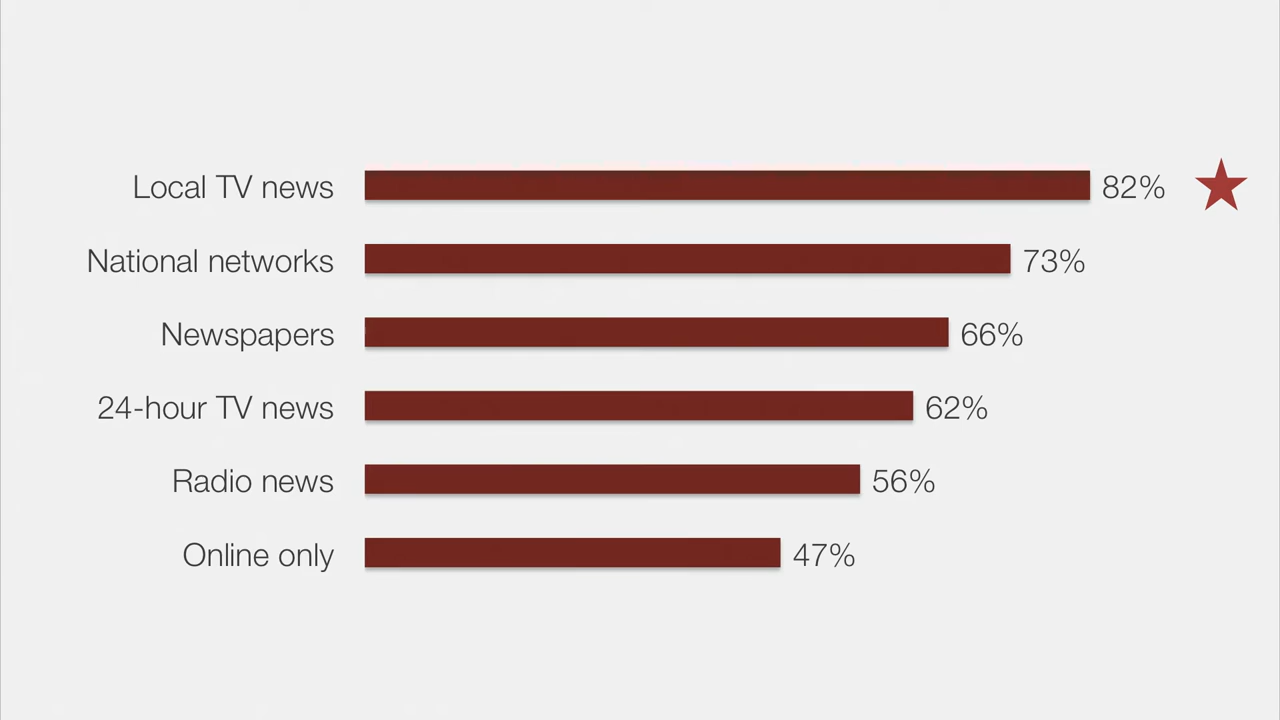 Local TV news 82%
National networks 73%
Newspapers 66%
24-hour TV news 62%
Radio news 56%
Online only 47%